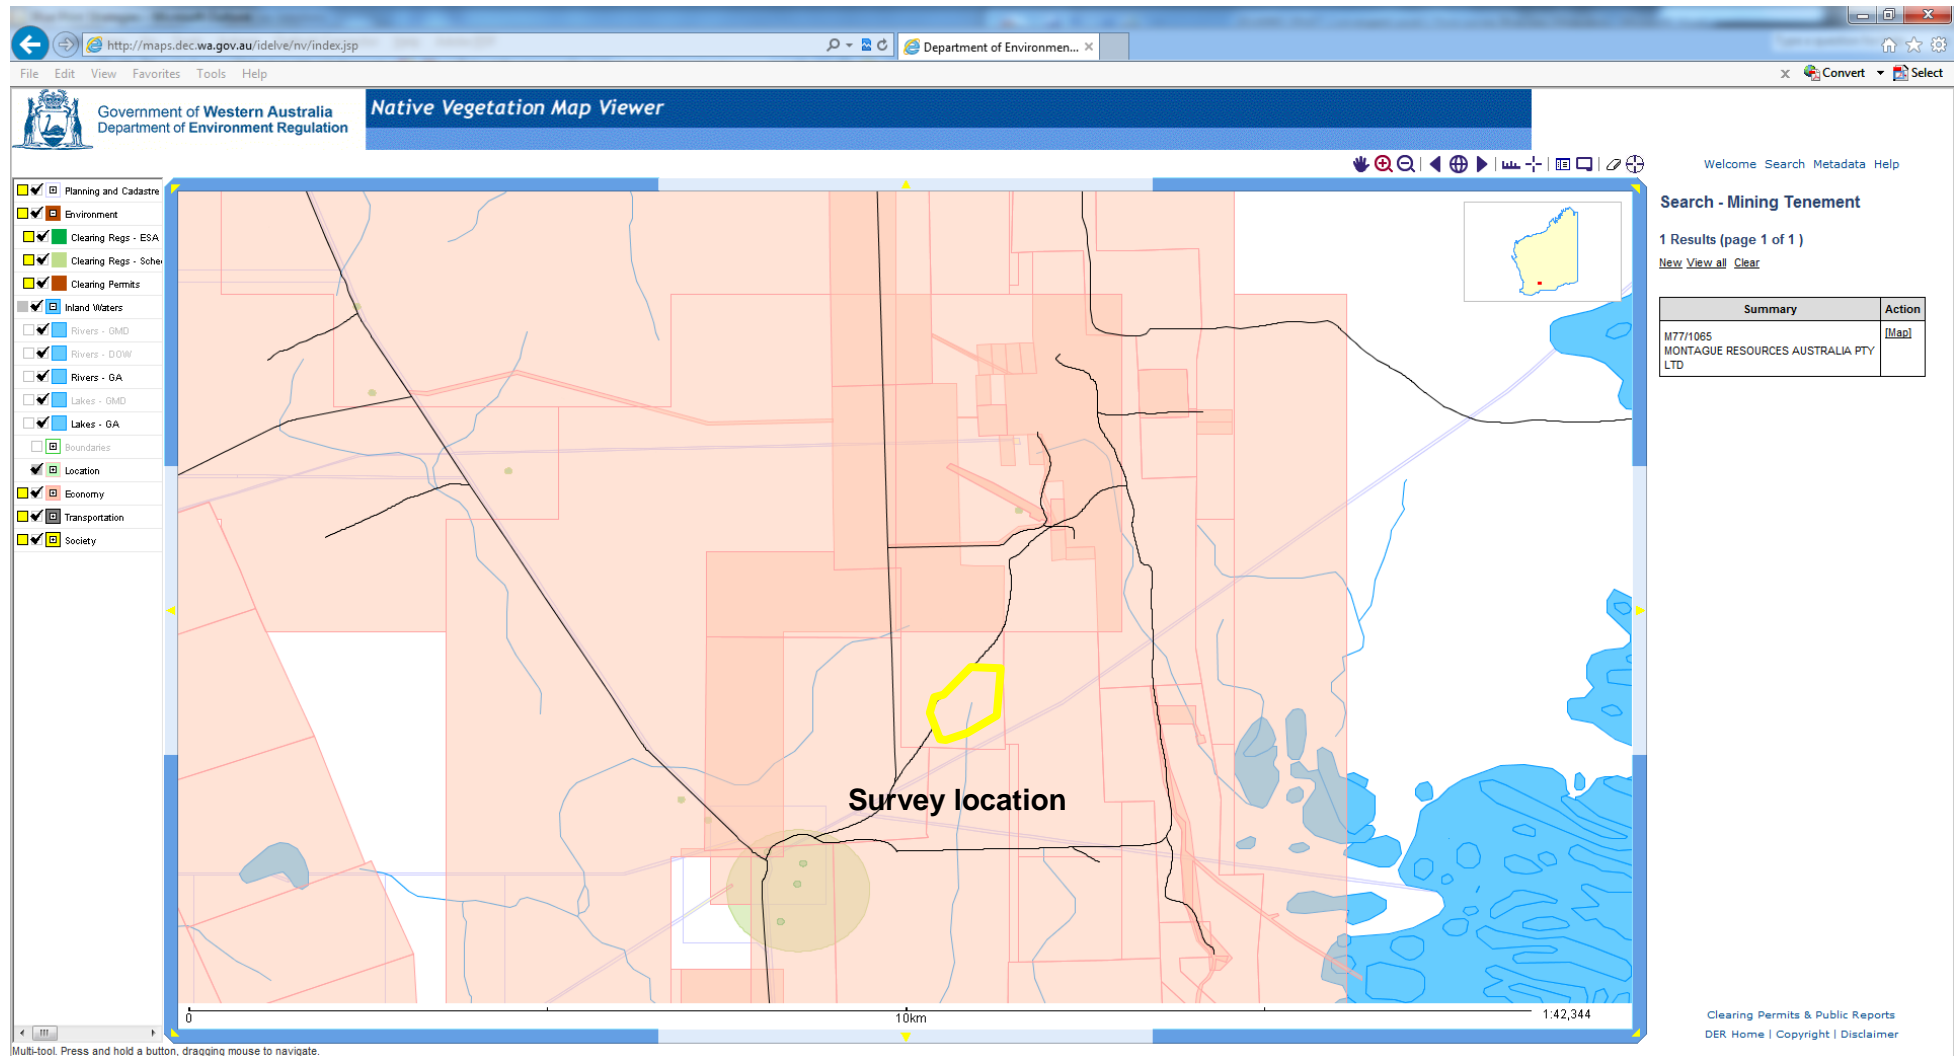 http://maps.dec.wa.gov.au/idelve/nv/index.jsp
Department of Environmen...
File Edit View Favorites Tools Help
Convert Select
Government of Western Australia
Department of Environment Regulation
Native Vegetation Map Viewer
Welcome Search Metadata Help
Planning and Cadastre
Environment
Clearing Regs - ESA
Clearing Regs - Sche
Clearing Permits
Inland Waters
Rivers - GMD
Rivers - DOW
Rivers - GA
Lakes - GMD
Lakes - GA
Boundaries
Location
Economy
Transportation
Society
Survey location
0
10km
1:42,344
Search - Mining Tenement
1 Results (page 1 of 1 )
New View all Clear
Summary Action
M77/1065 [Map]
MONTAGUE RESOURCES AUSTRALIA PTY
LTD
Clearing Permits & Public Reports
DER Home | Copyright | Disclaimer
Multi-tool. Press and hold a button, dragging mouse to navigate.